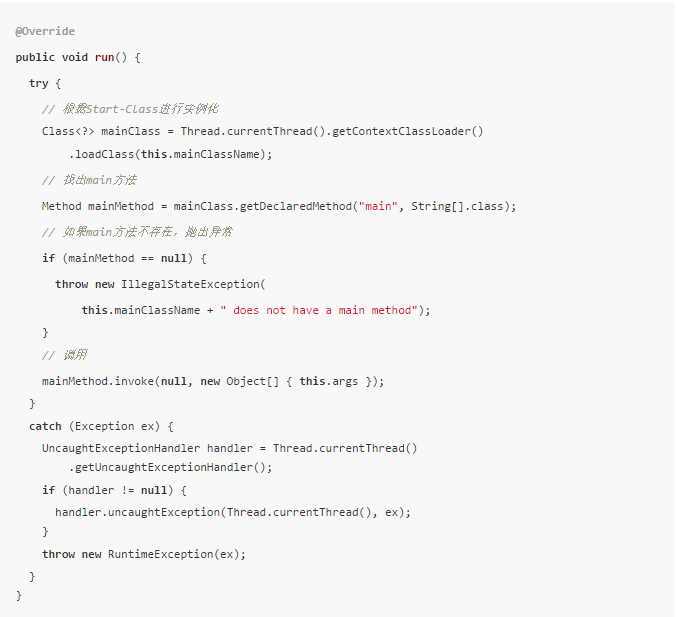 @Override
public void run() {
try {
// 根据Start-Class进行实例化
Class<?> mainClass = Thread.currentThread().getContextClassLoader()
.loadClass(this.mainClassName);
// 找出main方法
Method mainMethod = mainClass.getDeclaredMethod("main", String[].class);
// 如果main方法不存在，抛出异常
if (mainMethod == null) {
throw new IllegalStateException(
this.mainClassName + " does not have a main method");
}
// 调用
mainMethod.invoke(null, new Object[] { this.args });
}
catch (Exception ex) {
UncaughtExceptionHandler handler = Thread.currentThread()
.getUncaughtExceptionHandler();
if (handler != null) {
handler.uncaughtException(Thread.currentThread(), ex);
}
throw new RuntimeException(ex);
}
}